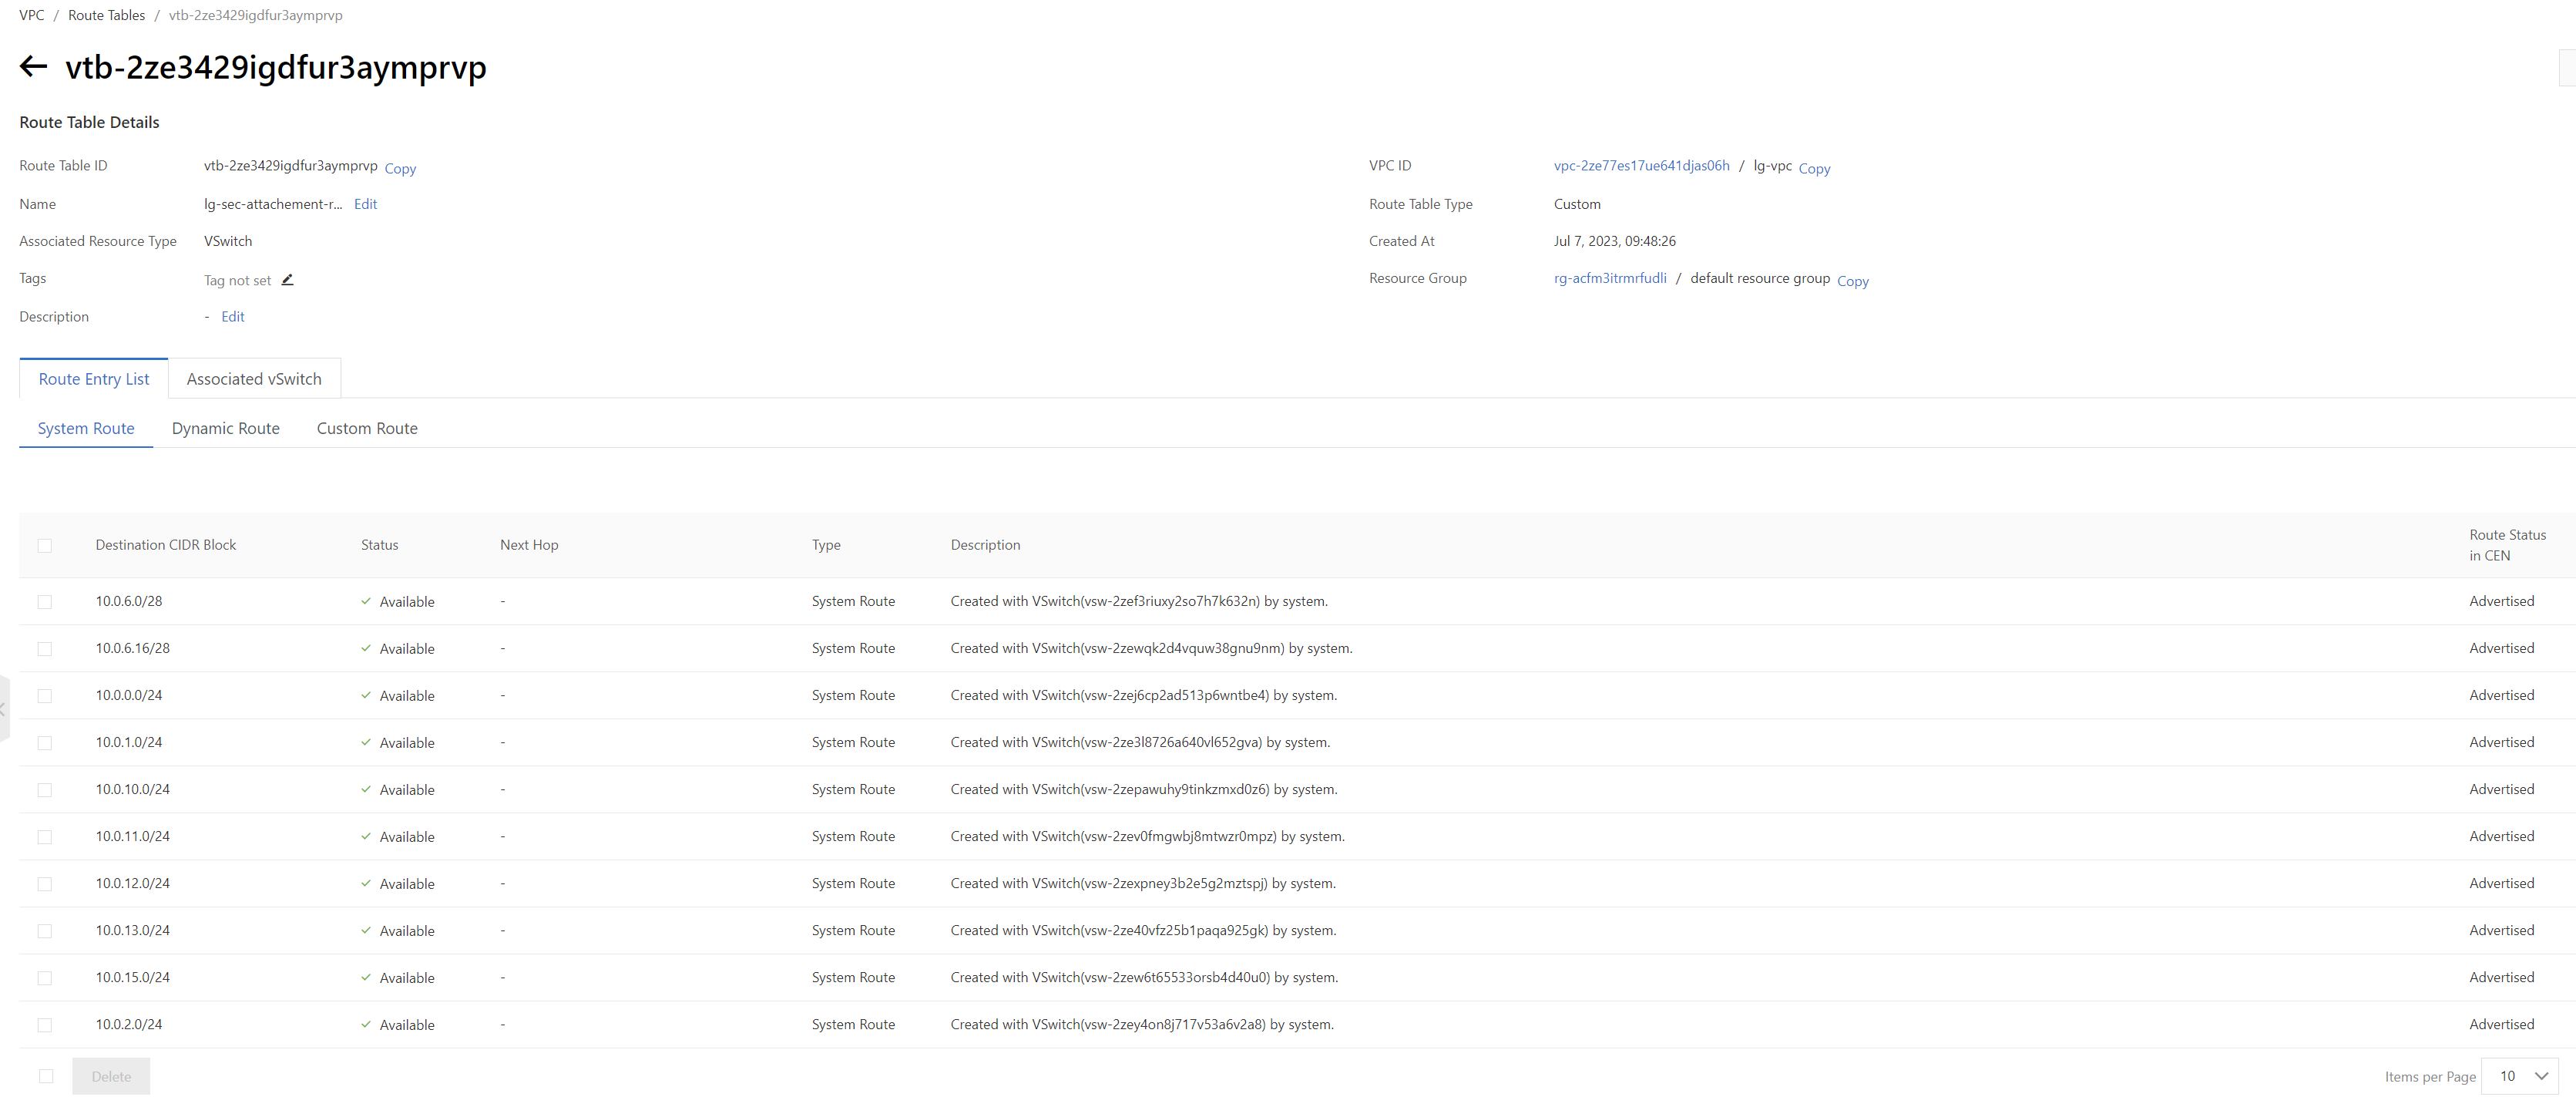 VPC / Route Tables / vtb-2ze3429igdfur3aymprvp
vtb-2ze3429igdfur3aymprvp
Route Table Details
Route Table ID vtb-2ze3429igdfur3aymprvp Copy VPC ID vpc-2ze77es17ue641djas06h / lg-vpc Copy
Name lg-sec-attachement-r... Edit Route Table Type Custom
Associated Resource Type VSwitch Created At Jul 7, 2023, 09:48:26
Tags Tag not set Resource Group rg-acfm3itrmrfudli / default resource group Copy
Description - Edit
Route Entry List Associated vSwitch
System Route Dynamic Route Custom Route
Destination CIDR Block Status Next Hop Type Description Route Status in CEN
10.0.6.0/28 Available - System Route Created with VSwitch(vsw-2zef3riuxy2so7h7k632n) by system. Advertised
10.0.6.16/28 Available - System Route Created with VSwitch(vsw-2zewqk2d4vquw38gnu9nm) by system. Advertised
10.0.0.0/24 Available - System Route Created with VSwitch(vsw-2zej6cp2ad513p6wntbe4) by system. Advertised
10.0.1.0/24 Available - System Route Created with VSwitch(vsw-2ze3l8726a640vl652gva) by system. Advertised
10.0.10.0/24 Available - System Route Created with VSwitch(vsw-2zepawuhy9tinkzmxd0z6) by system. Advertised
10.0.11.0/24 Available - System Route Created with VSwitch(vsw-2zev0fmgwbj8mtwzr0mpz) by system. Advertised
10.0.12.0/24 Available - System Route Created with VSwitch(vsw-2zexpney3b2e5g2mztspj) by system. Advertised
10.0.13.0/24 Available - System Route Created with VSwitch(vsw-2ze40vfz25b1paqa925gk) by system. Advertised
10.0.15.0/24 Available - System Route Created with VSwitch(vsw-2zew6t65533orsb4d40u0) by system. Advertised
10.0.2.0/24 Available - System Route Created with VSwitch(vsw-2zey4on8j717v53a6v2a8) by system. Advertised
Delete Items per Page 10